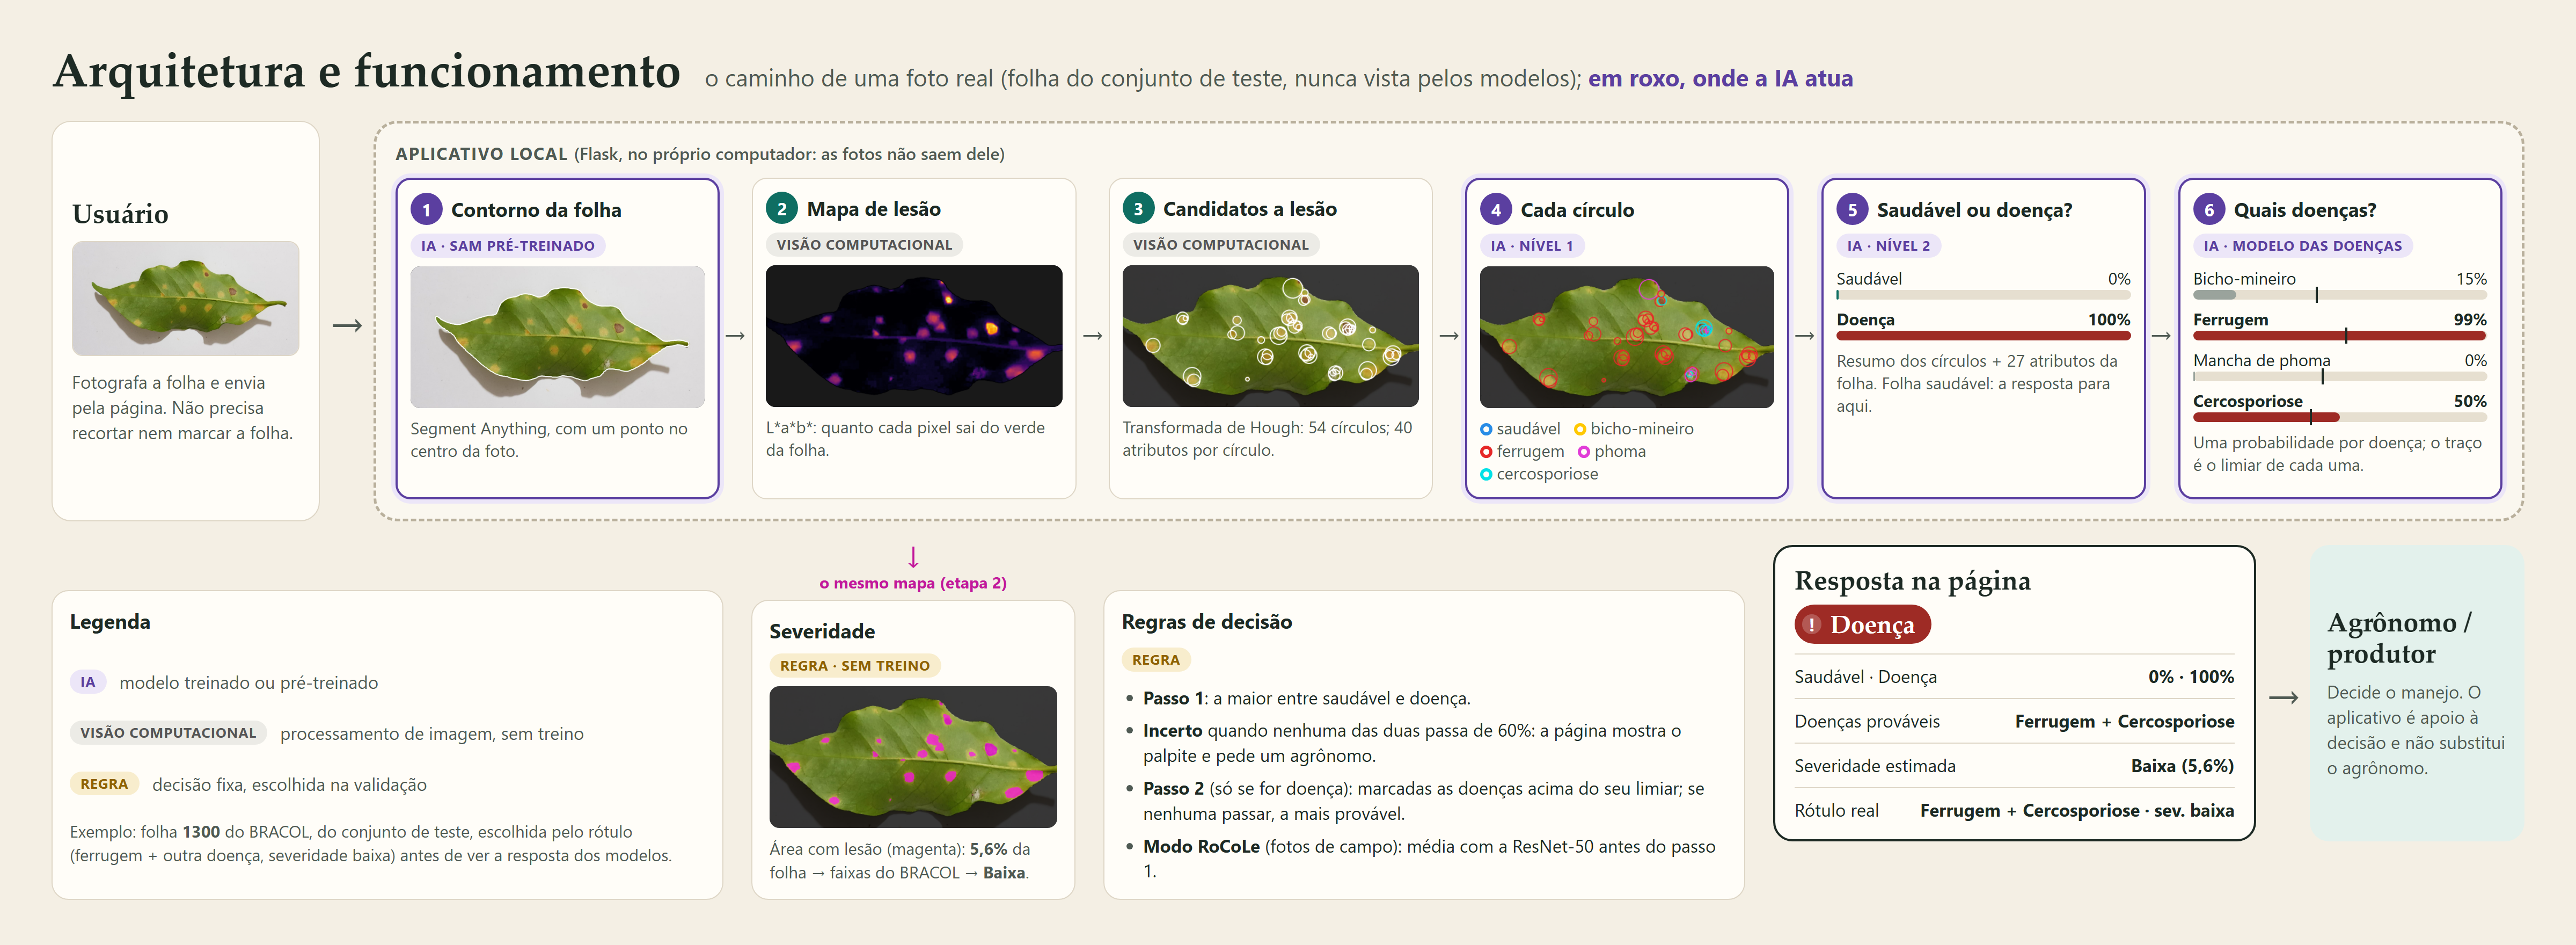 Arquitetura e funcionamento o caminho de uma foto real (folha do conjunto de teste, nunca vista pelos modelos); em roxo, onde a IA atua
Usuário
Fotografa a folha e envia
pela página. Não precisa
recortar nem marcar a folha.
→
APLICATIVO LOCAL (Flask, no próprio computador: as fotos não saem dele)
1 Contorno da folha
IA · SAM PRÉ-TREINADO
Segment Anything, com um ponto no
centro da foto.
→
2 Mapa de lesão
VISÃO COMPUTACIONAL
L*a*b*: quanto cada pixel sai do verde
da folha.
→
3 Candidatos a lesão
VISÃO COMPUTACIONAL
Transformada de Hough: 54 círculos; 40
atributos por círculo.
→
4 Cada círculo
IA · NÍVEL 1
saudável bicho-mineiro
ferrugem phoma
cercosporiose
→
5 Saudável ou doença?
IA · NÍVEL 2
Saudável 0%
Doença 100%
Resumo dos círculos + 27 atributos da
folha. Folha saudável: a resposta para
aqui.
→
6 Quais doenças?
IA · MODELO DAS DOENÇAS
Bicho-mineiro 15%
Ferrugem 99%
Mancha de phoma 0%
Cercosporiose 50%
Uma probabilidade por doença; o traço
é o limiar de cada uma.
Legenda
IA modelo treinado ou pré-treinado
VISÃO COMPUTACIONAL processamento de imagem, sem treino
REGRA decisão fixa, escolhida na validação
Exemplo: folha 1300 do BRACOL, do conjunto de teste, escolhida pelo rótulo
(ferrugem + outra doença, severidade baixa) antes de ver a resposta dos modelos.
↓
o mesmo mapa (etapa 2)
Severidade
REGRA · SEM TREINO
Área com lesão (magenta): 5,6% da
folha → faixas do BRACOL → Baixa.
Regras de decisão
REGRA
• Passo 1: a maior entre saudável e doença.
• Incerto quando nenhuma das duas passa de 60%: a página mostra o
palpite e pede um agrônomo.
• Passo 2 (só se for doença): marcadas as doenças acima do seu limiar; se
nenhuma passar, a mais provável.
• Modo RoCoLe (fotos de campo): média com a ResNet-50 antes do passo
1.
Resposta na página
! Doença
Saudável · Doença 0% · 100%
Doenças prováveis Ferrugem + Cercosporiose
Severidade estimada Baixa (5,6%)
Rótulo real Ferrugem + Cercosporiose · sev. baixa
→
Agrônomo /
produtor
Decide o manejo. O
aplicativo é apoio à
decisão e não substitui
o agrônomo.